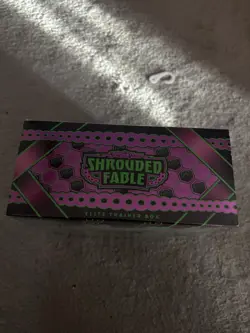 SHROUDED
FABLE
ELITE TRAINER BOX